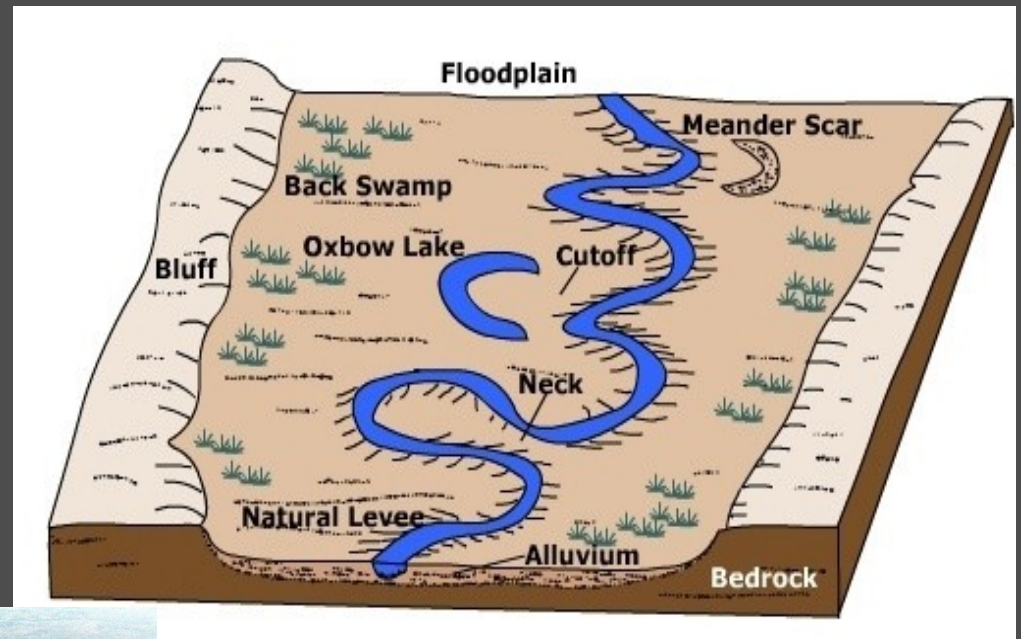 Floodplain
Meander Scar
Back Swamp
Oxbow Lake
Cutoff
Bluff
Neck
Natural Levee
Alluvium
Bedrock